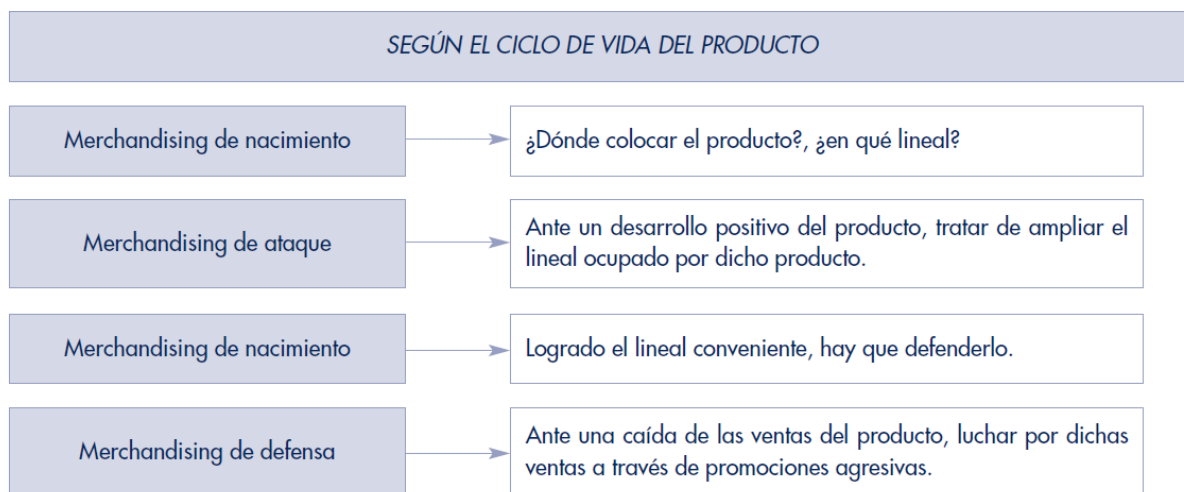 SEGÚN EL CICLO DE VIDA DEL PRODUCTO
Merchandising de nacimiento
¿Dónde colocar el producto?, ¿en qué lineal?
Merchandising de ataque
Ante un desarrollo positivo del producto, tratar de ampliar el
lineal ocupado por dicho producto.
Merchandising de nacimiento
Logrado el lineal conveniente, hay que defenderlo.
Merchandising de defensa
Ante una caída de las ventas del producto, luchar por dichas
ventas a través de promociones agresivas.